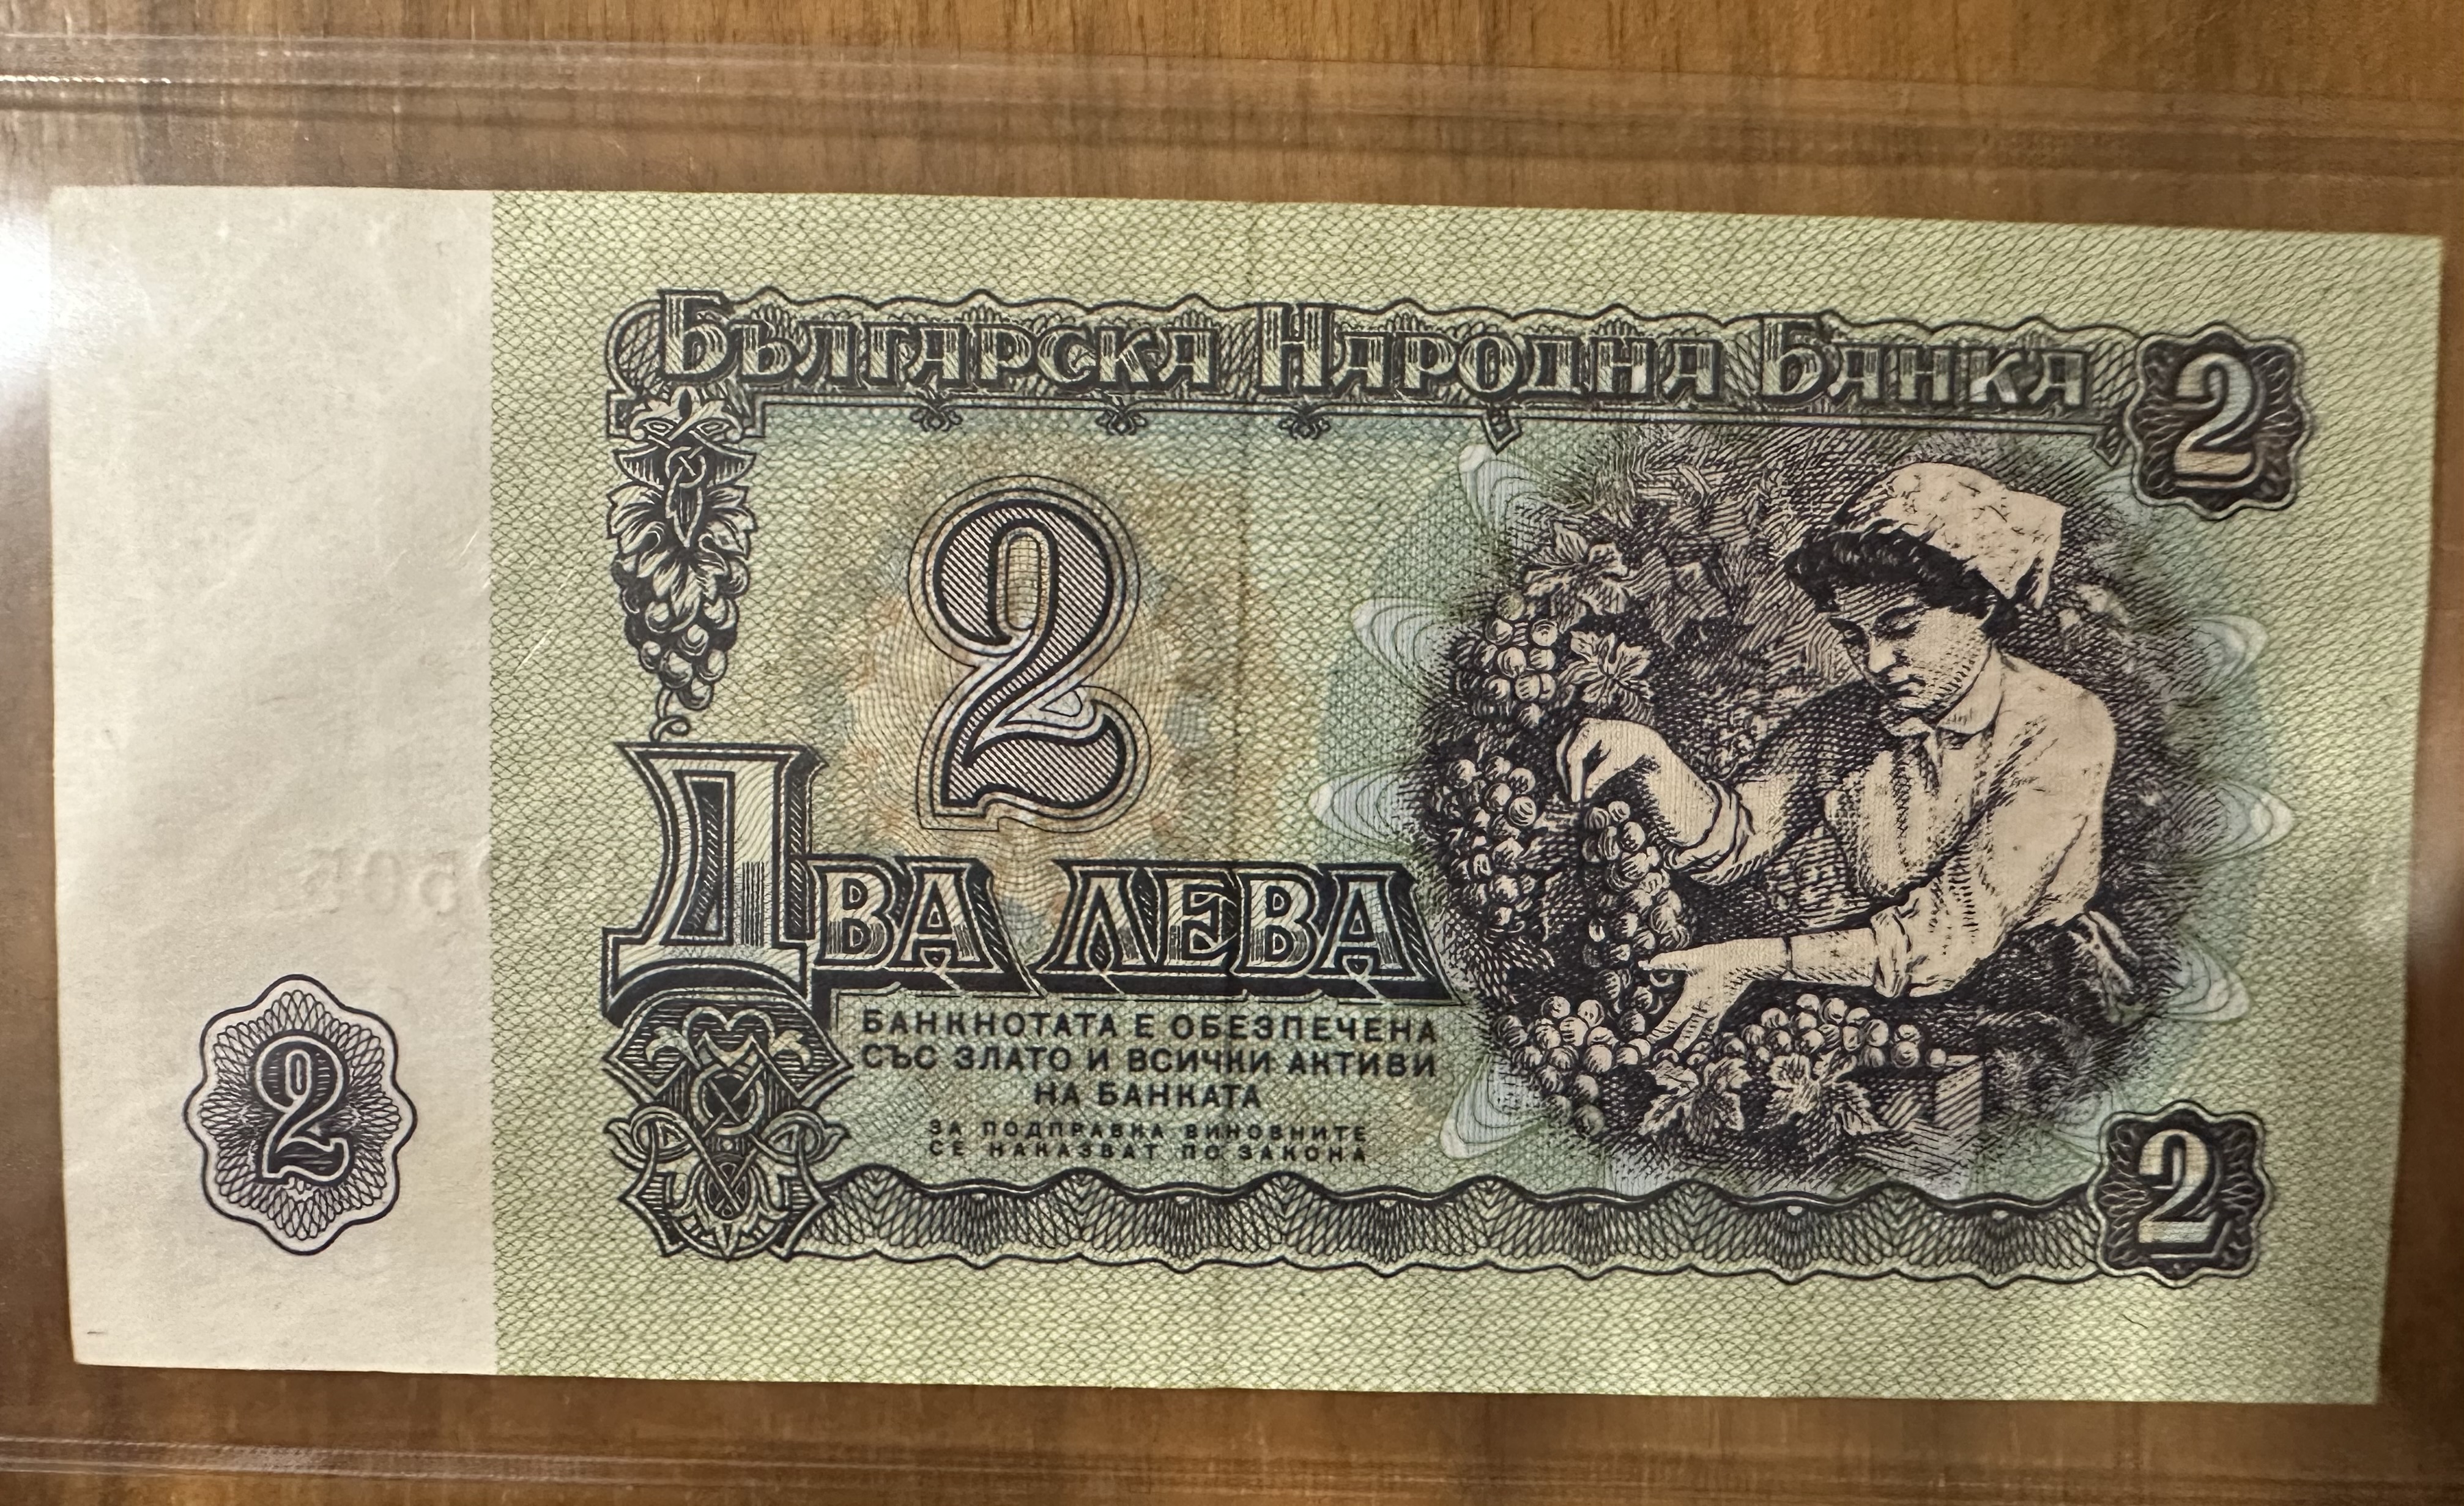 Българска Народна Банка
2
2
Два лева
Банкнотата е обезпечена
със злато и всички активи
на банката
за подправка виновните
се наказват по закона
2
2